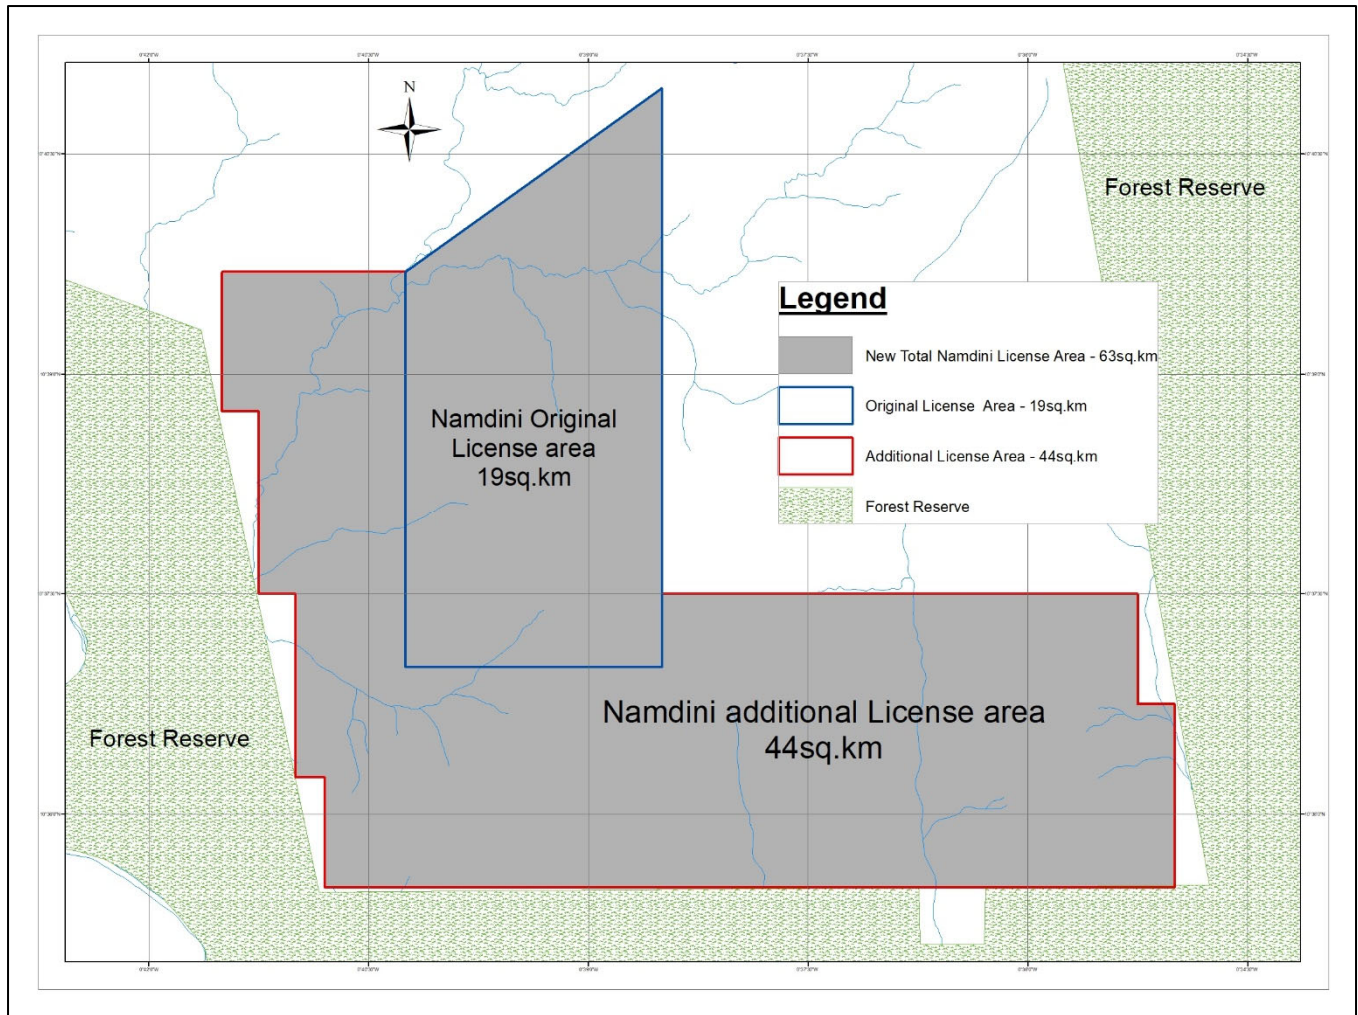 N
Forest Reserve
Legend
New Total Namdini License Area - 63sq.km
Original License Area - 19sq.km
Additional License Area - 44sq.km
Forest Reserve
Namdini Original
License area
19sq.km
Namdini additional License area
44sq.km
Forest Reserve